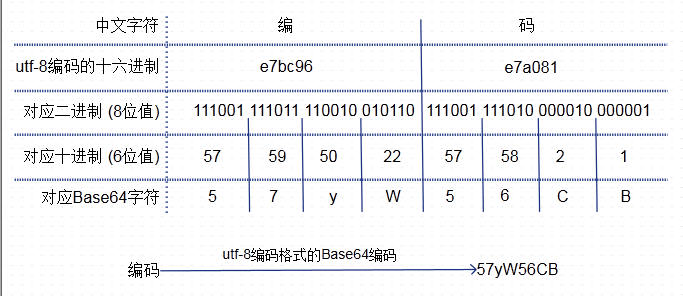 中文字符 编 码
utf-8编码的十六进制 e7bc96 e7a081
对应二进制 (8位值) 111001 111011 110010 010110 111001 111010 000010 000001
对应十进制 (6位值) 57 59 50 22 57 58 2 1
对应Base64字符 5 7 y W 5 6 C B
utf-8编码格式的Base64编码
编码 57yW56CB